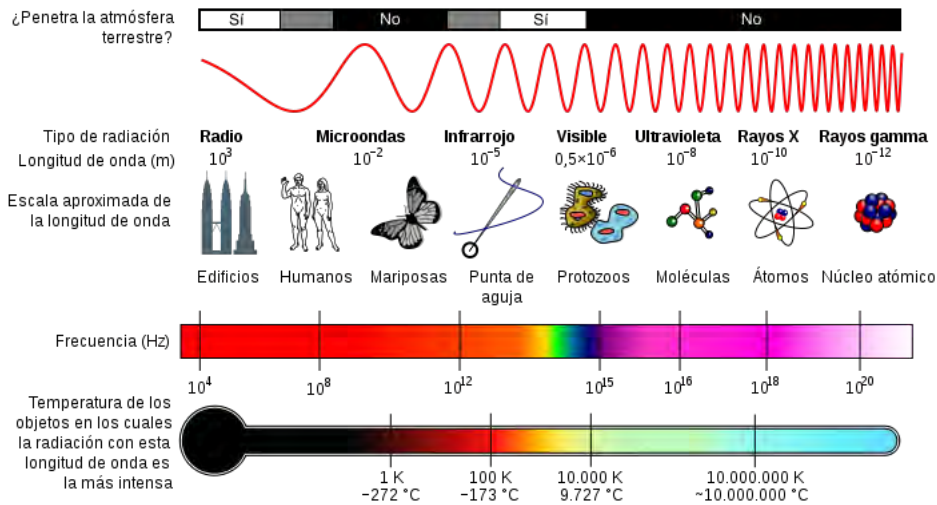 ¿Penetra la atmósfera
terrestre?
Sí No Sí No
Tipo de radiación Radio Microondas Infrarrojo Visible Ultravioleta Rayos X Rayos gamma
Longitud de onda (m) 10³ 10⁻² 10⁻⁵ 0,5×10⁻⁶ 10⁻⁸ 10⁻¹⁰ 10⁻¹²
Escala aproximada de
la longitud de onda
Edificios Humanos Mariposas Punta de aguja Protozoos Moléculas Átomos Núcleo atómico
Frecuencia (Hz)
10⁴ 10⁸ 10¹² 10¹⁵ 10¹⁶ 10¹⁸ 10²⁰
Temperatura de los
objetos en los cuales
la radiación con esta
longitud de onda es
la más intensa
1 K 100 K 10.000 K 10.000.000 K
−272 °C −173 °C 9.727 °C ~10.000.000 °C